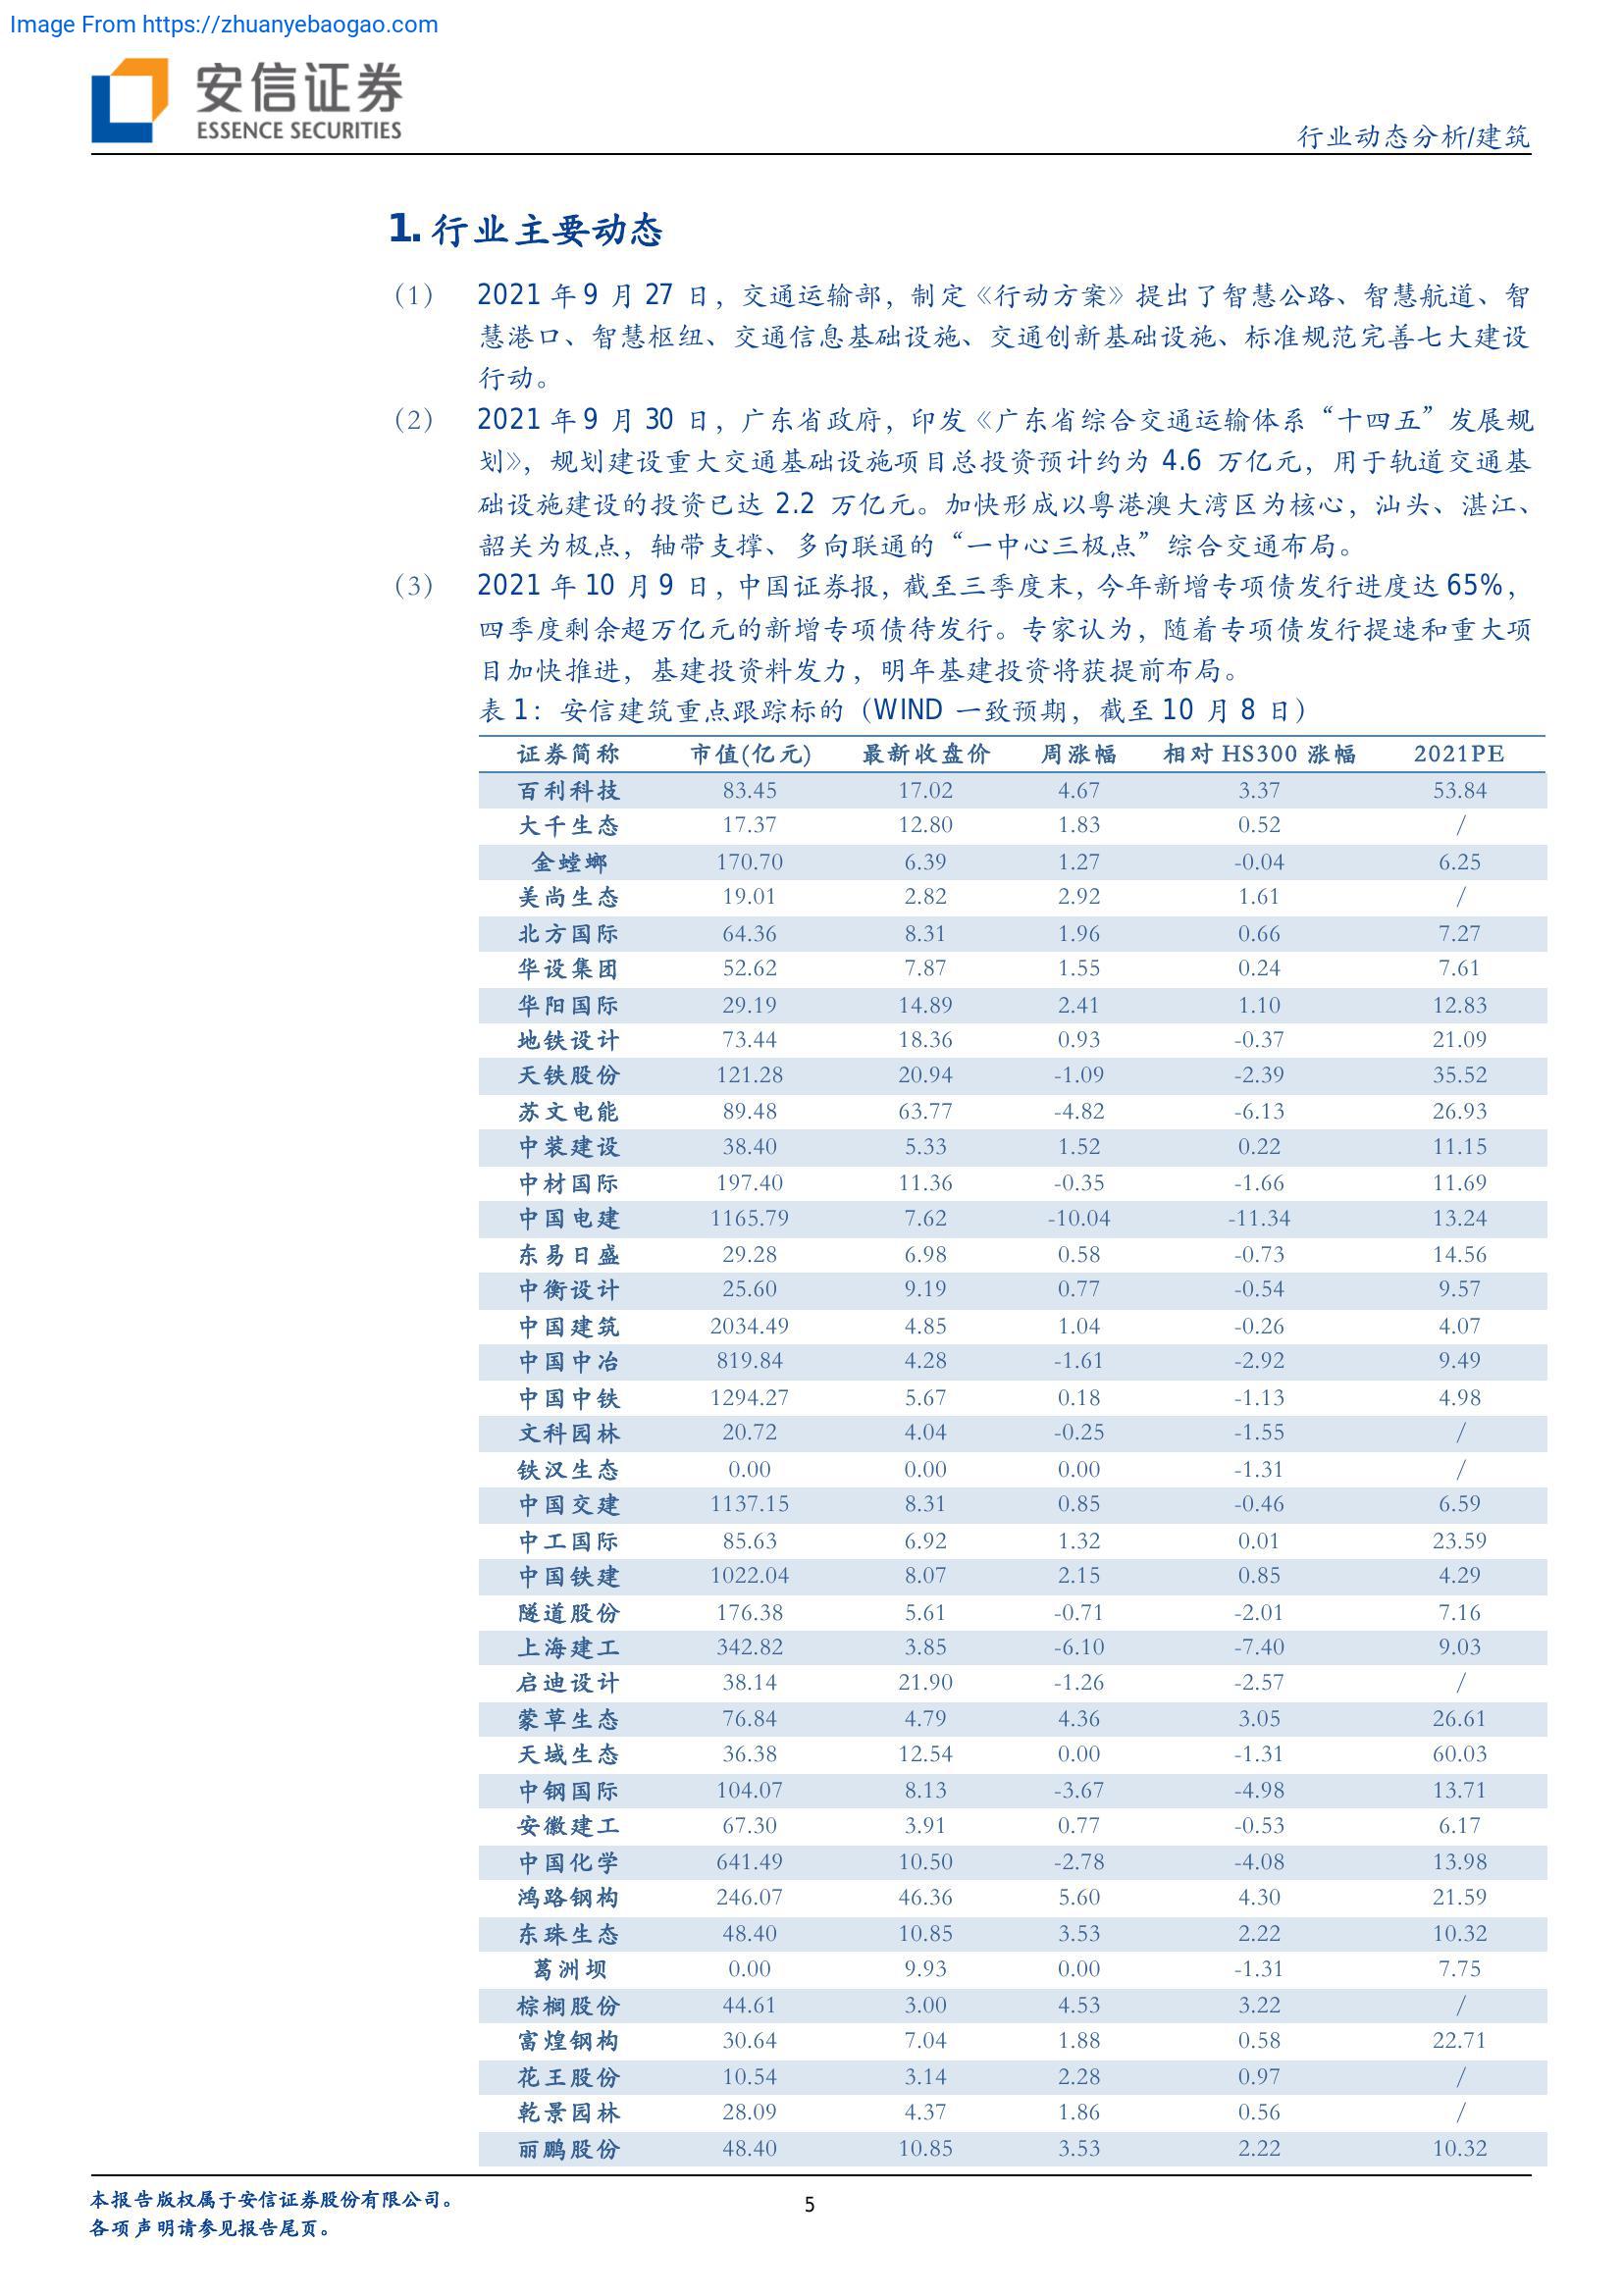 Image From https://zhuanyebaogao.com
安信证券
ESSENCE SECURITIES
行业动态分析/建筑
1. 行业主要动态
（1） 2021 年 9 月 27 日，交通运输部，制定《行动方案》提出了智慧公路、智慧航道、智
慧港口、智慧枢纽、交通信息基础设施、交通创新基础设施、标准规范完善七大建设
行动。
（2） 2021 年 9 月 30 日，广东省政府，印发《广东省综合交通运输体系“十四五”发展规
划》，规划建设重大交通基础设施项目总投资预计约为 4.6 万亿元，用于轨道交通基
础设施建设的投资已达 2.2 万亿元。加快形成以粤港澳大湾区为核心，汕头、湛江、
韶关为极点，轴带支撑、多向联通的“一中心三极点”综合交通布局。
（3） 2021 年 10 月 9 日，中国证券报，截至三季度末，今年新增专项债发行进度达 65%，
四季度剩余超万亿元的新增专项债待发行。专家认为，随着专项债发行提速和重大项
目加快推进，基建投资料发力，明年基建投资将获提前布局。
表 1：安信建筑重点跟踪标的（WIND 一致预期，截至 10 月 8 日）
证券简称 市值(亿元) 最新收盘价 周涨幅 相对 HS300 涨幅 2021PE
百利科技 83.45 17.02 4.67 3.37 53.84
大千生态 17.37 12.80 1.83 0.52 /
金螳螂 170.70 6.39 1.27 -0.04 6.25
美尚生态 19.01 2.82 2.92 1.61 /
北方国际 64.36 8.31 1.96 0.66 7.27
华设集团 52.62 7.87 1.55 0.24 7.61
华阳国际 29.19 14.89 2.41 1.10 12.83
地铁设计 73.44 18.36 0.93 -0.37 21.09
天铁股份 121.28 20.94 -1.09 -2.39 35.52
苏文电能 89.48 63.77 -4.82 -6.13 26.93
中装建设 38.40 5.33 1.52 0.22 11.15
中材国际 197.40 11.36 -0.35 -1.66 11.69
中国电建 1165.79 7.62 -10.04 -11.34 13.24
东易日盛 29.28 6.98 0.58 -0.73 14.56
中衡设计 25.60 9.19 0.77 -0.54 9.57
中国建筑 2034.49 4.85 1.04 -0.26 4.07
中国中冶 819.84 4.28 -1.61 -2.92 9.49
中国中铁 1294.27 5.67 0.18 -1.13 4.98
文科园林 20.72 4.04 -0.25 -1.55 /
铁汉生态 0.00 0.00 0.00 -1.31 /
中国交建 1137.15 8.31 0.85 -0.46 6.59
中工国际 85.63 6.92 1.32 0.01 23.59
中国铁建 1022.04 8.07 2.15 0.85 4.29
隧道股份 176.38 5.61 -0.71 -2.01 7.16
上海建工 342.82 3.85 -6.10 -7.40 9.03
启迪设计 38.14 21.90 -1.26 -2.57 /
蒙草生态 76.84 4.79 4.36 3.05 26.61
天域生态 36.38 12.54 0.00 -1.31 60.03
中钢国际 104.07 8.13 -3.67 -4.98 13.71
安徽建工 67.30 3.91 0.77 -0.53 6.17
中国化学 641.49 10.50 -2.78 -4.08 13.98
鸿路钢构 246.07 46.36 5.60 4.30 21.59
东珠生态 48.40 10.85 3.53 2.22 10.32
葛洲坝 0.00 9.93 0.00 -1.31 7.75
棕榈股份 44.61 3.00 4.53 3.22 /
富煌钢构 30.64 7.04 1.88 0.58 22.71
花王股份 10.54 3.14 2.28 0.97 /
乾景园林 28.09 4.37 1.86 0.56 /
丽鹏股份 48.40 10.85 3.53 2.22 10.32
本报告版权属于安信证券股份有限公司。
各项声明请参见报告尾页。
5